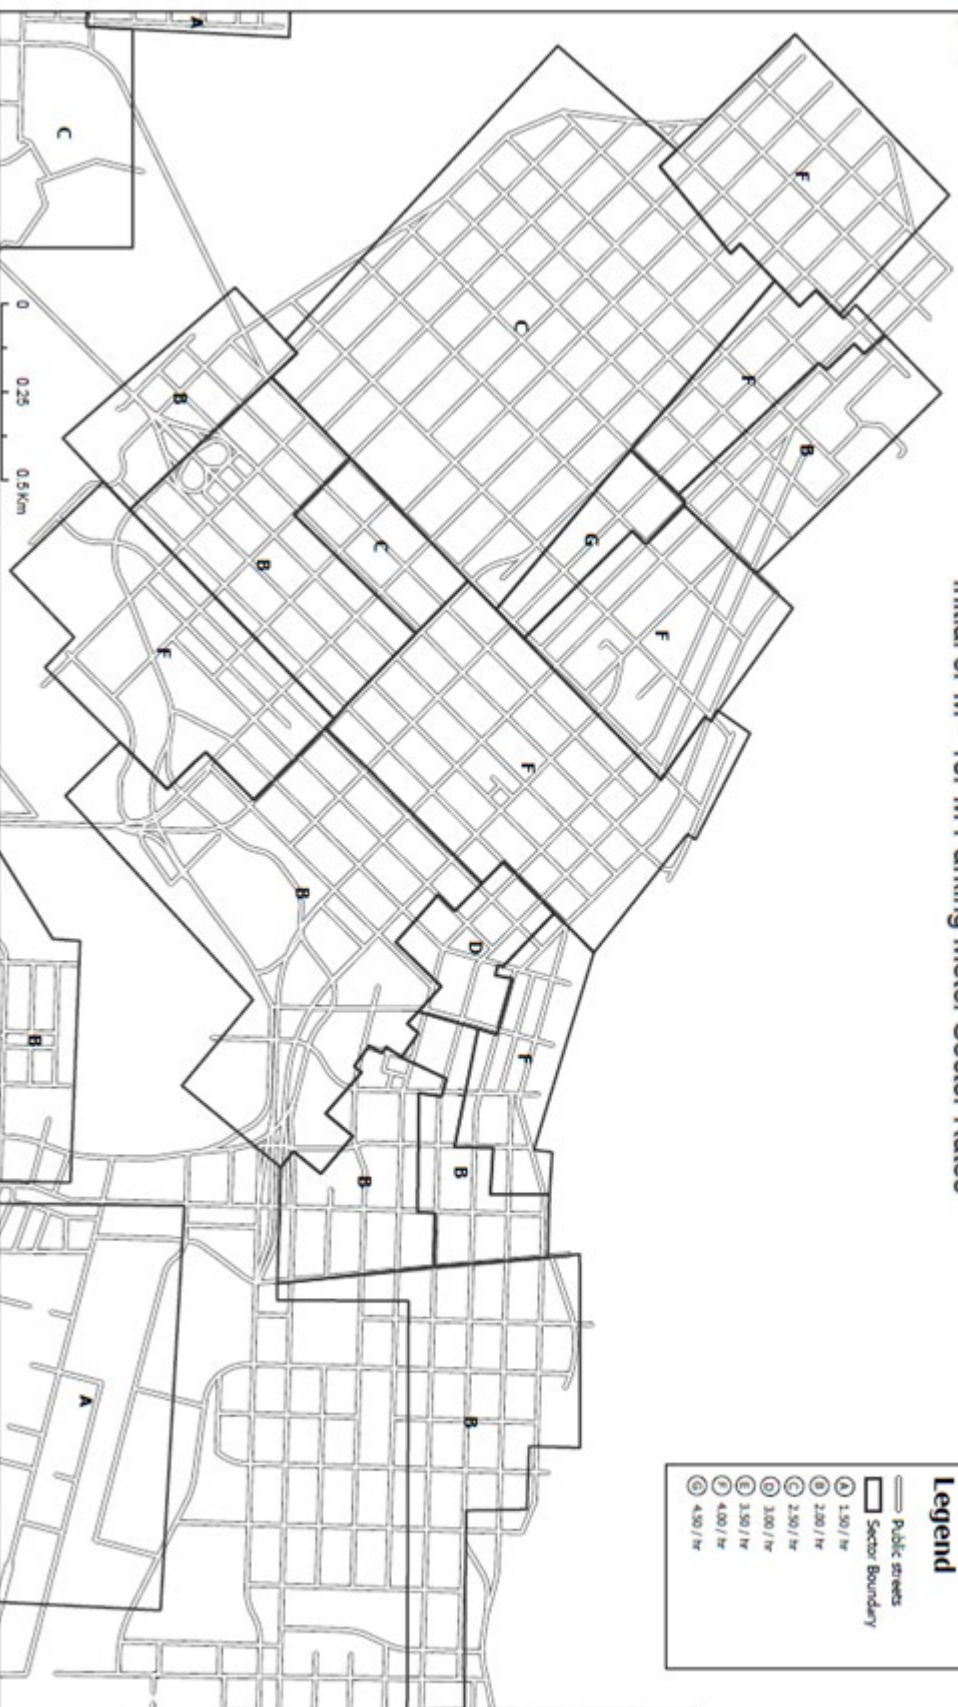 Legend
Public streets
Sector Boundary
A 1.50 / hr
B 2.00 / hr
C 2.50 / hr
D 3.00 / hr
E 3.50 / hr
F 4.00 / hr
G 4.50 / hr
A
C
F
C
F
B
B
G
C
B
F
F
F
B
D
F
B
B
B
B
A
0 0.25 0.5 Km